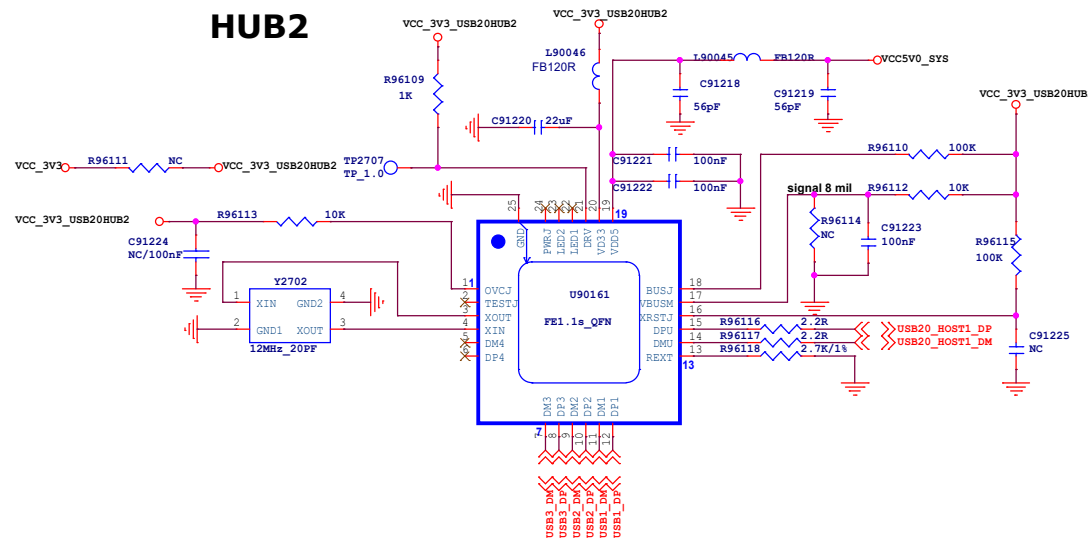 HUB2
VCC_3V3_USB20HUB2
VCC_3V3_USB20HUB2
L90046
FB120R
L90045
FB120R
VCC5V0_SYS
R96109
1K
C91218
56pF
C91219
56pF
VCC_3V3_USB20HUB
C91220
22uF
VCC_3V3
R96111
NC
VCC_3V3_USB20HUB2
TP2707
TP_1.0
C91221
100nF
C91222
100nF
R96110
100K
signal 8 mil
R96112
10K
VCC_3V3_USB20HUB2
R96113
10K
R96114
NC
C91223
100nF
R96115
100K
C91224
NC/100nF
25
24
23
22
21
20
19
19
GND
PWRJ
LED2
LED1
DRV
VD33
VDD5
Y2702
1
XIN
GND2
4
2
GND1
XOUT
3
12MHz_20PF
1
1
OVCJ
2
TESTJ
3
XOUT
4
XIN
5
DM4
6
DP4
U90161
FE1.1s_QFN
BUSJ
18
VBUSM
17
XRSTJ
16
DPU
15
DMU
14
REXT
13
13
R96116
2.2R
USB20_HOST1_DP
R96117
2.2R
USB20_HOST1_DM
R96118
2.7K/1%
C91225
NC
DM3
DP3
DM2
DP2
DM1
DP1
7
7
8
9
10
11
12
USB3_DM
USB3_DP
USB2_DM
USB2_DP
USB1_DM
USB1_DP